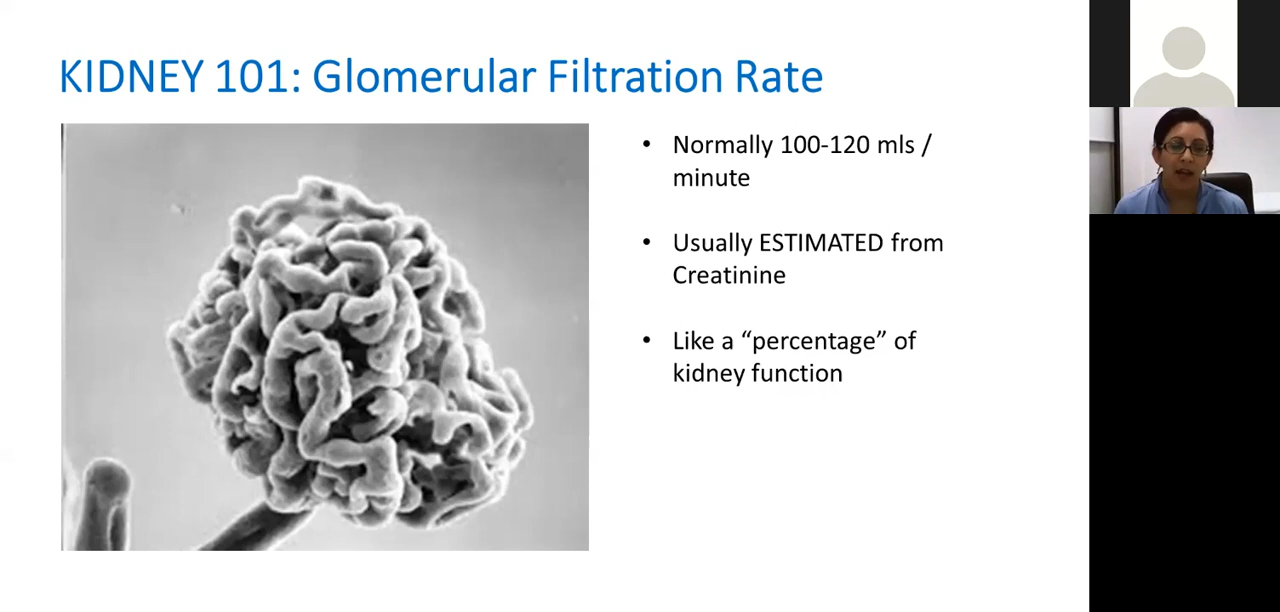 KIDNEY 101: Glomerular Filtration Rate
• Normally 100-120 mls /
minute
• Usually ESTIMATED from
Creatinine
• Like a “percentage” of
kidney function